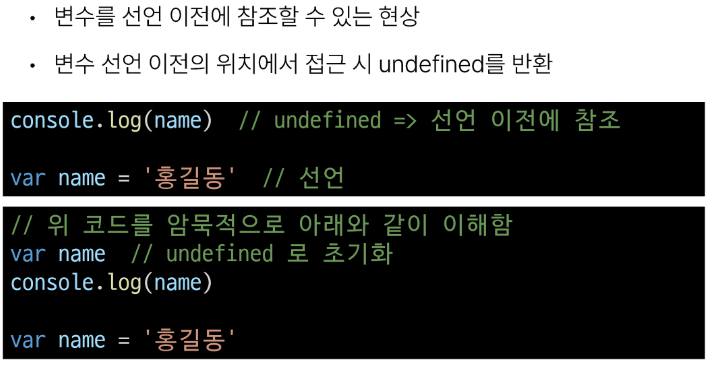 • 변수를 선언 이전에 참조할 수 있는 현상
• 변수 선언 이전의 위치에서 접근 시 undefined를 반환
console.log(name)  // undefined => 선언 이전에 참조
var name = '홍길동'  // 선언
// 위 코드를 암묵적으로 아래와 같이 이해함
var name  // undefined 로 초기화
console.log(name)
var name = '홍길동'